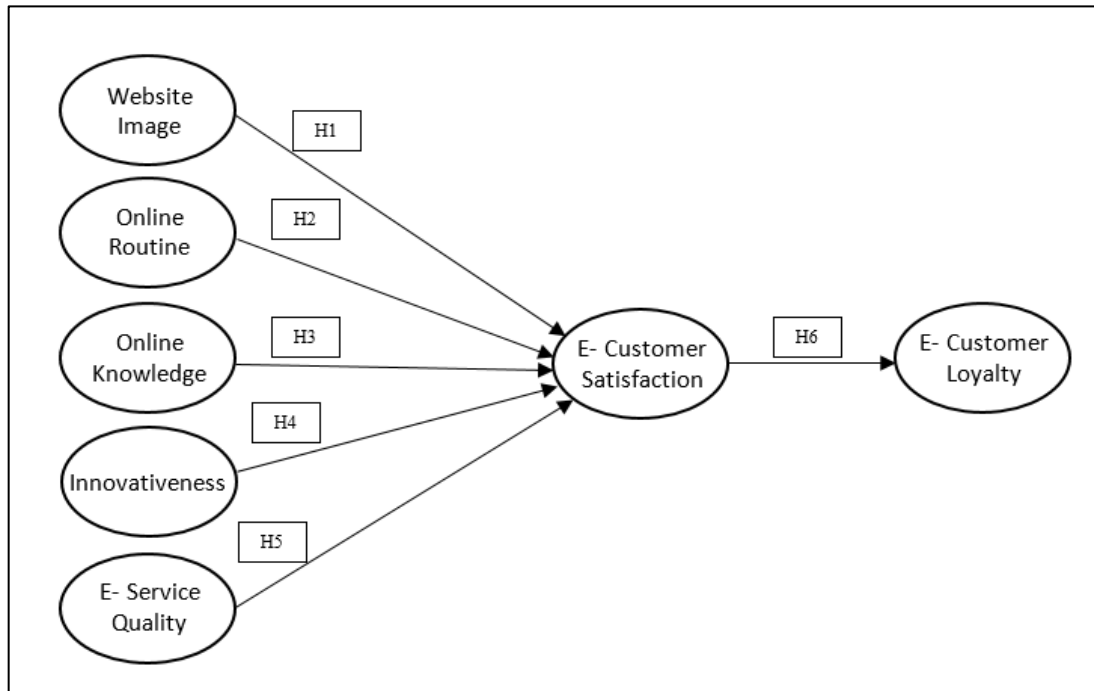 Website
Image
H1
Online
Routine
H2
Online
Knowledge
H3
Innovativeness
H4
E- Service
Quality
H5
E- Customer
Satisfaction
H6
E- Customer
Loyalty